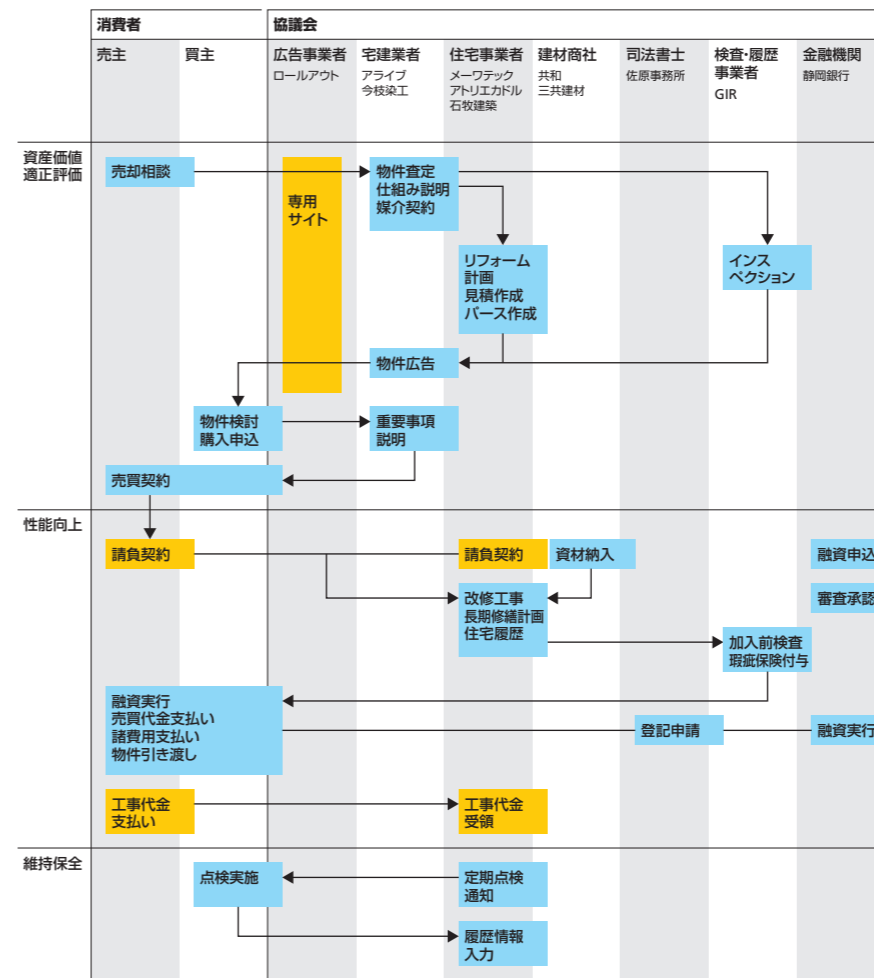 消費者
協議会
売主
買主
広告事業者
ロールアウト
宅建業者
アライブ
今枝染工
住宅事業者
メーワテック
アトリエカドル
石牧建築
建材商社
共和
三共建材
司法書士
佐原事務所
検査・履歴
事業者
GIR
金融機関
静岡銀行
資産価値
適正評価
売却相談
専用
サイト
物件査定
仕組み説明
媒介契約
リフォーム
計画
見積作成
パース作成
インス
ペクション
物件広告
物件検討
購入申込
重要事項
説明
売買契約
性能向上
請負契約
請負契約
資材納入
融資申込
改修工事
長期修繕計画
住宅履歴
審査承認
加入前検査
瑕疵保険付与
融資実行
売買代金支払い
諸費用支払い
物件引き渡し
登記申請
融資実行
工事代金
支払い
工事代金
受領
維持保全
点検実施
定期点検
通知
履歴情報
入力